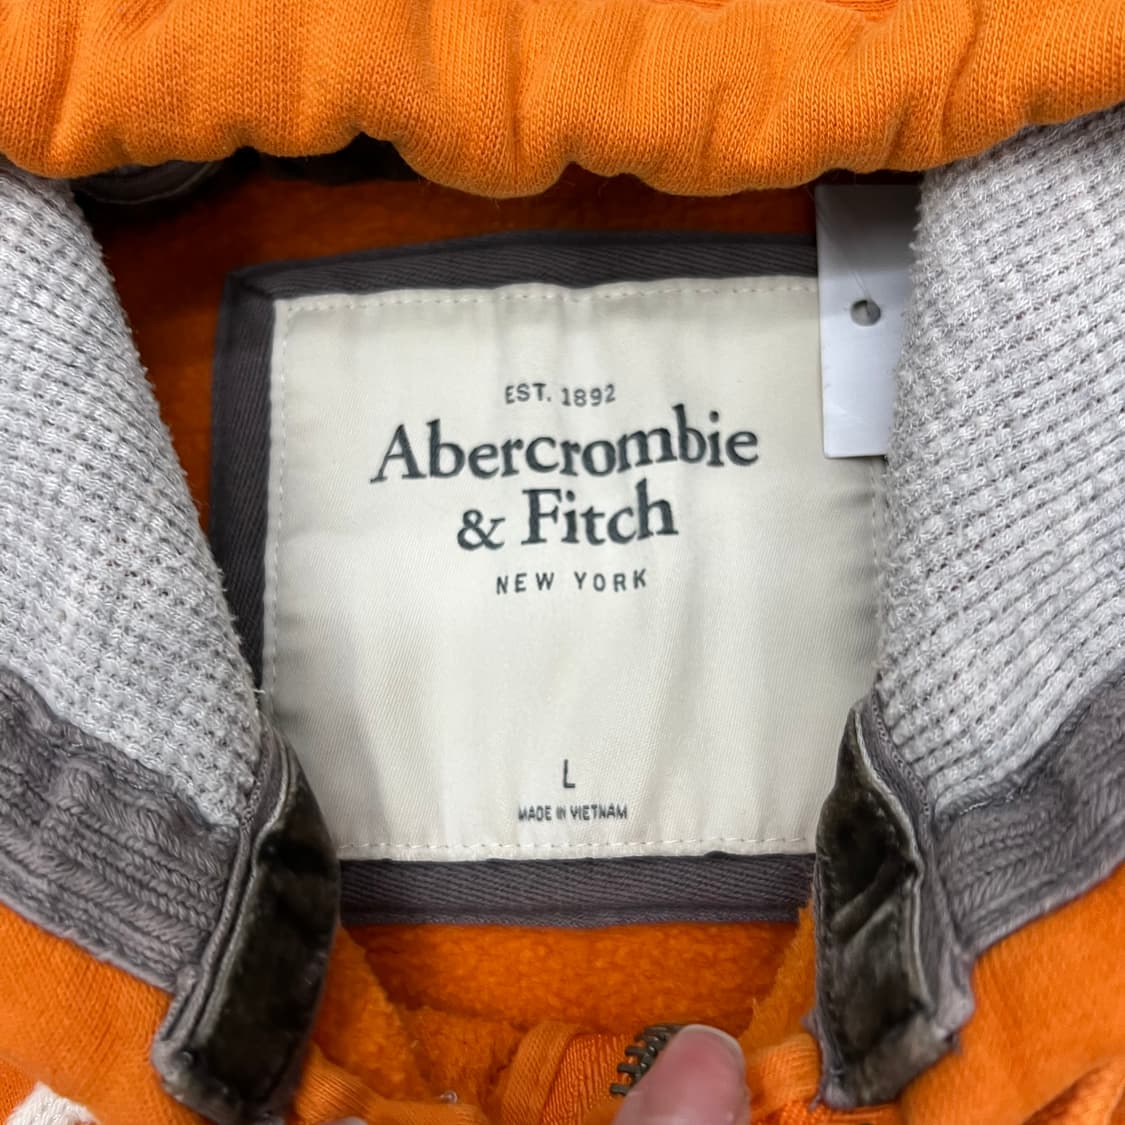 EST. 1892
Abercrombie
& Fitch
NEW YORK
L
MADE IN VIETNAM